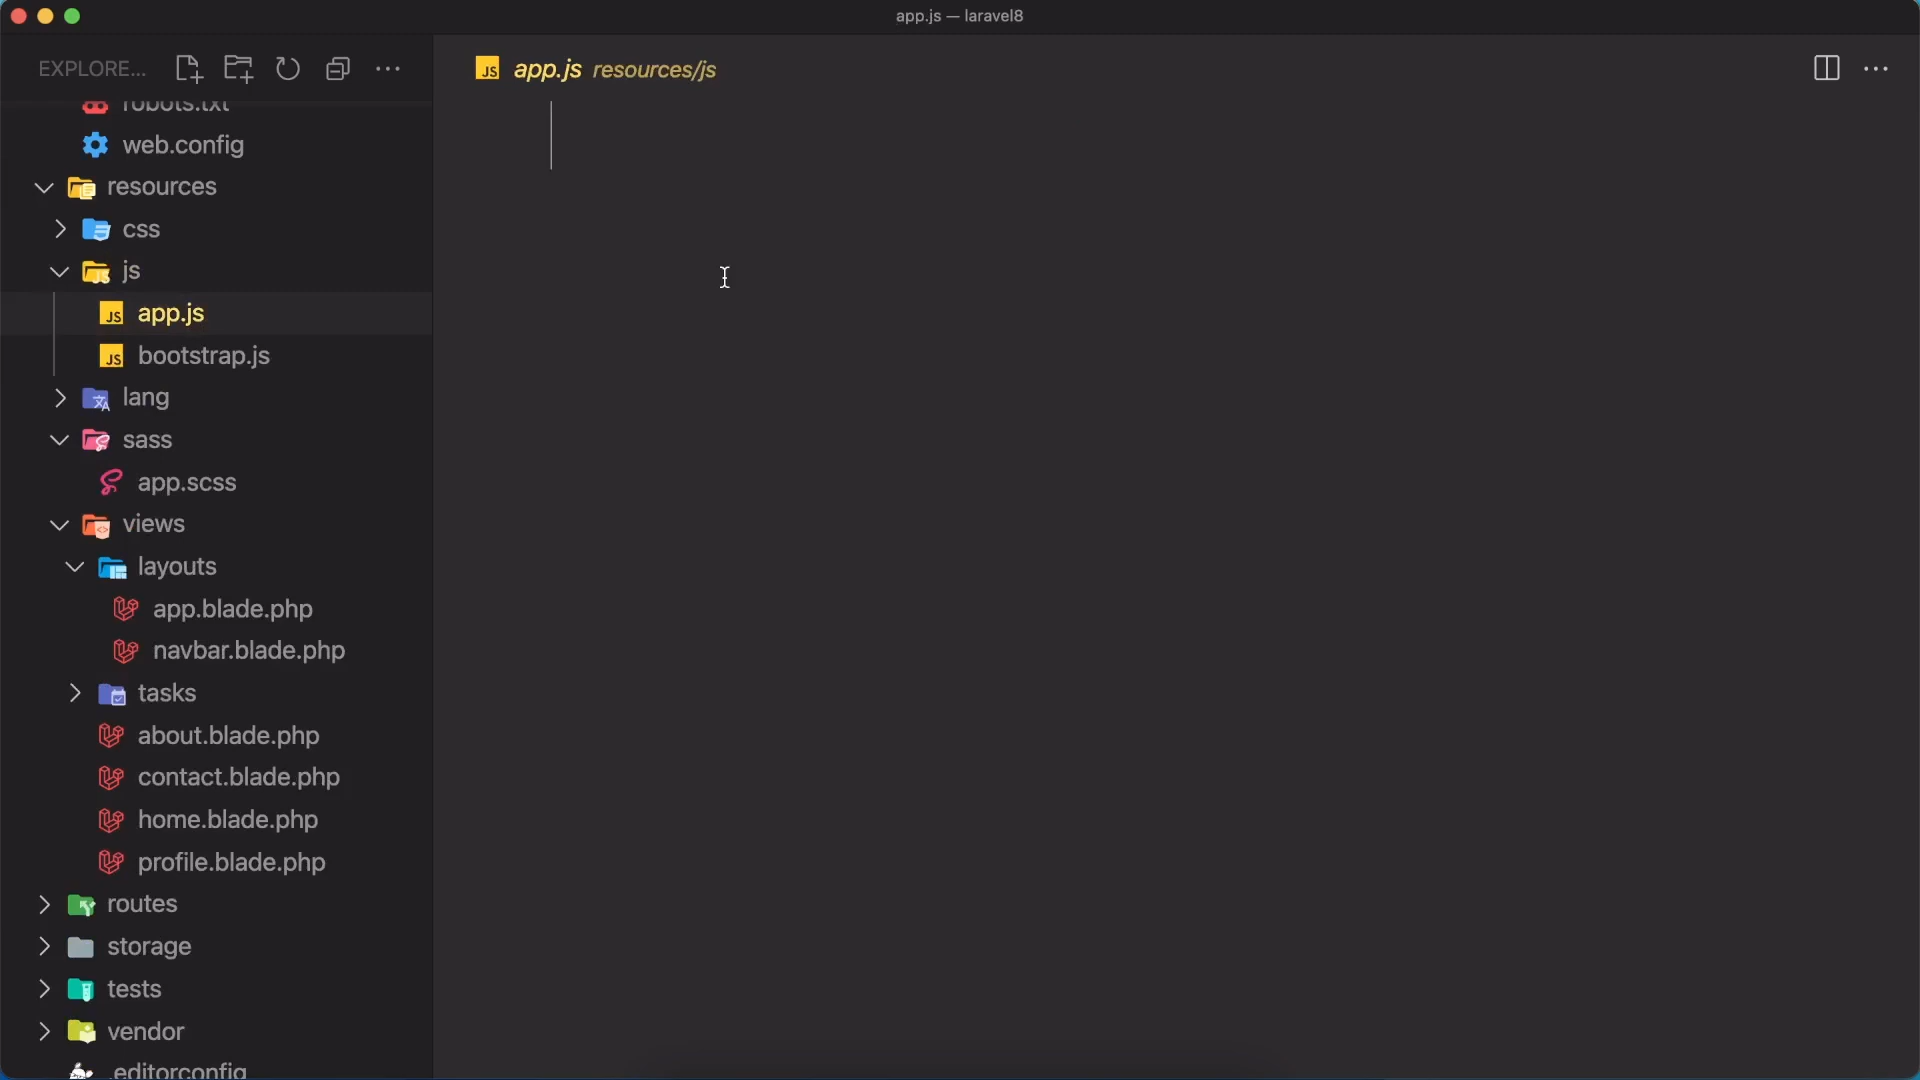 app.js — laravel8
EXPLORE...
app.js resources/js
robots.txt
web.config
resources
css
js
app.js
bootstrap.js
lang
sass
app.scss
views
layouts
app.blade.php
navbar.blade.php
tasks
about.blade.php
contact.blade.php
home.blade.php
profile.blade.php
routes
storage
tests
vendor
.editorconfig